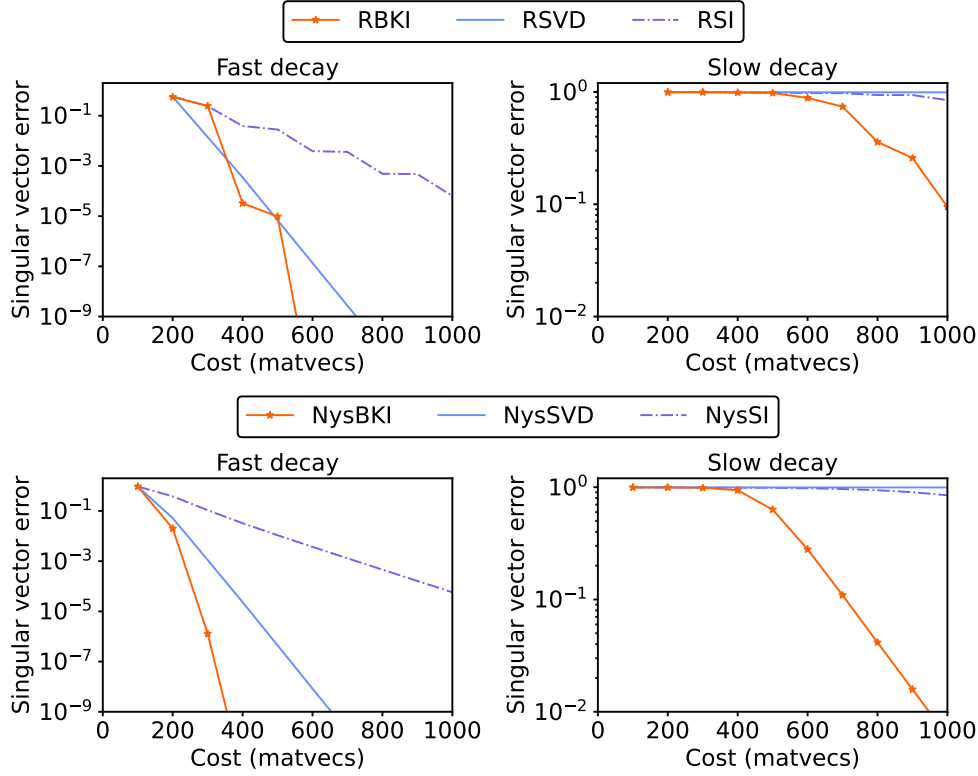 RBKI RSVD RSI
Fast decay
Singular vector error
10⁻¹
10⁻³
10⁻⁵
10⁻⁷
10⁻⁹
0 200 400 600 800 1000
Cost (matvecs)
Slow decay
Singular vector error
10⁰
10⁻¹
10⁻²
0 200 400 600 800 1000
Cost (matvecs)
NysBKI NysSVD NysSI
Fast decay
Singular vector error
10⁻¹
10⁻³
10⁻⁵
10⁻⁷
10⁻⁹
0 200 400 600 800 1000
Cost (matvecs)
Slow decay
Singular vector error
10⁰
10⁻¹
10⁻²
0 200 400 600 800 1000
Cost (matvecs)